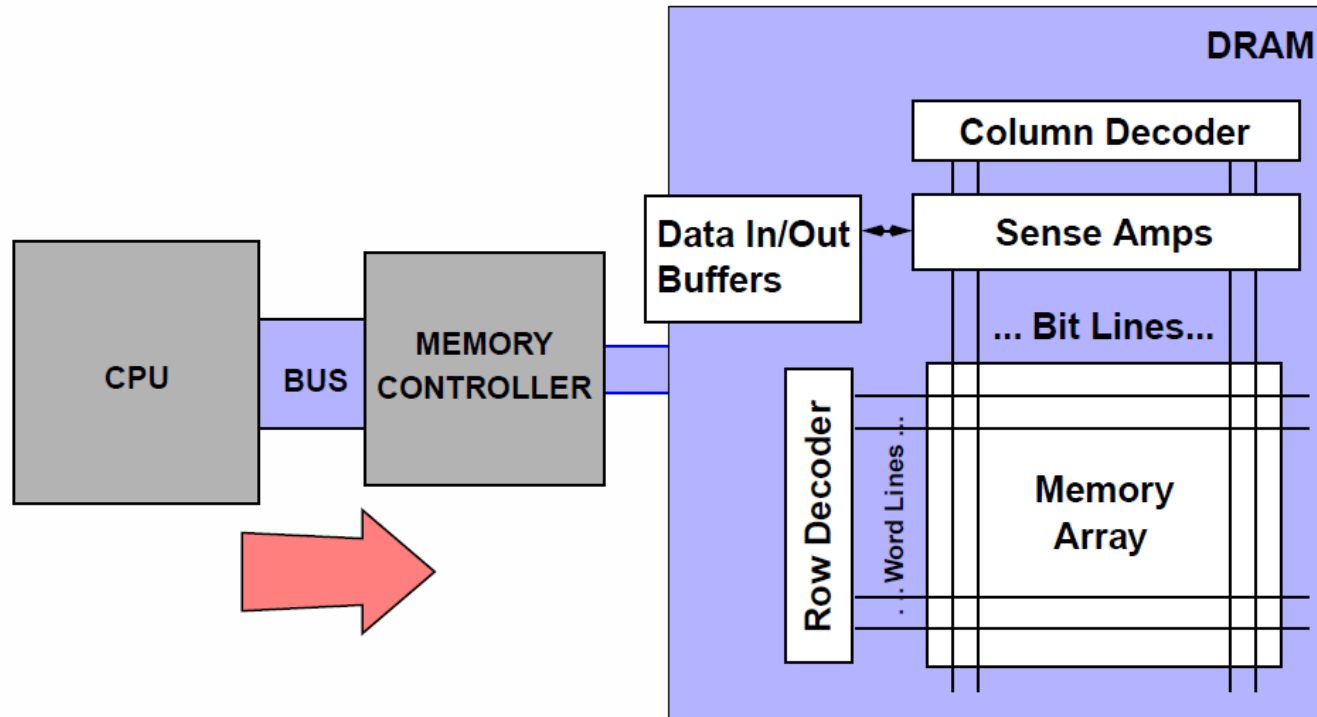 DRAM
Column Decoder
Data In/Out
Buffers
Sense Amps
... Bit Lines...
CPU
BUS
MEMORY
CONTROLLER
Row Decoder
. . . Word Lines ...
Memory
Array